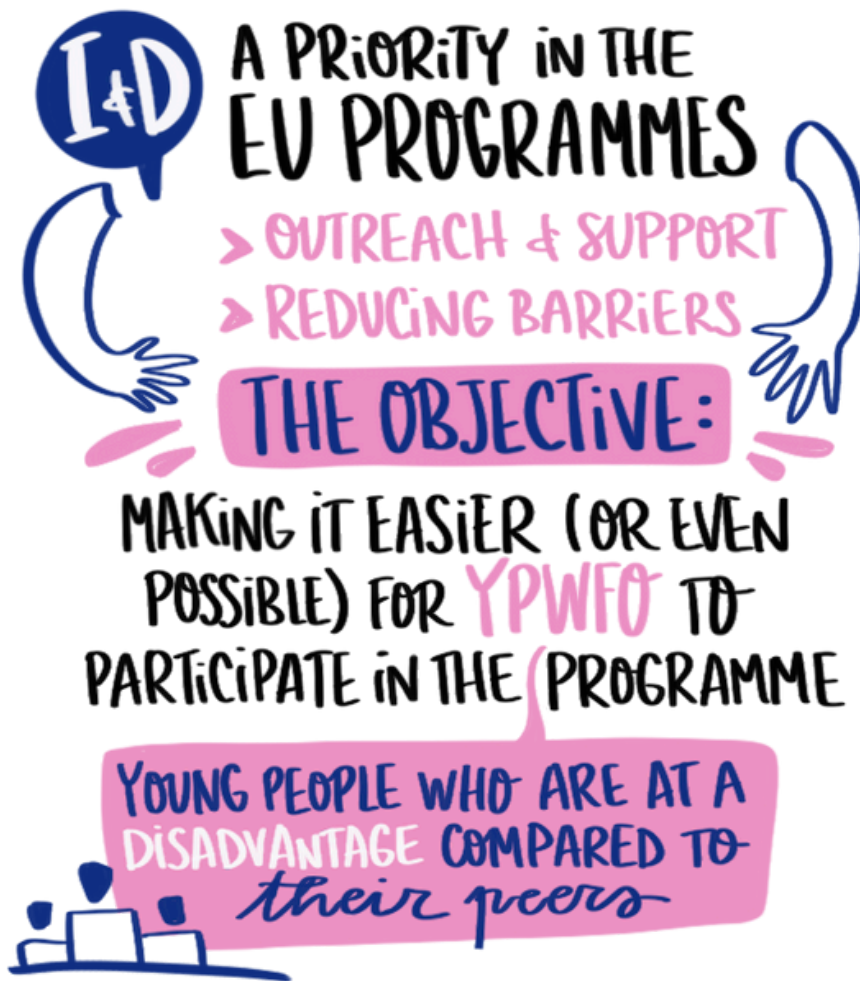 I&D
A PRiORiTY iN THE
EU PROGRAMMES
> OUTREACH & SUPPORT
> REDUCiNG BARRiERS
THE OBJECTiVE:
MAKiNG iT EASiER (OR EVEN
POSSiBLE) FOR YPWFO TO
PARTiCiPATE iN THE PROGRAMME
YOUNG PEOPLE WHO ARE AT A
DiSADVANTAGE COMPARED TO
their peers